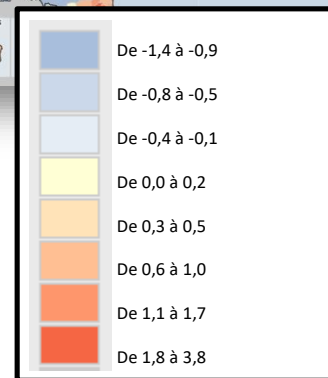 De -1,4 à -0,9
De -0,8 à -0,5
De -0,4 à -0,1
De 0,0 à 0,2
De 0,3 à 0,5
De 0,6 à 1,0
De 1,1 à 1,7
De 1,8 à 3,8